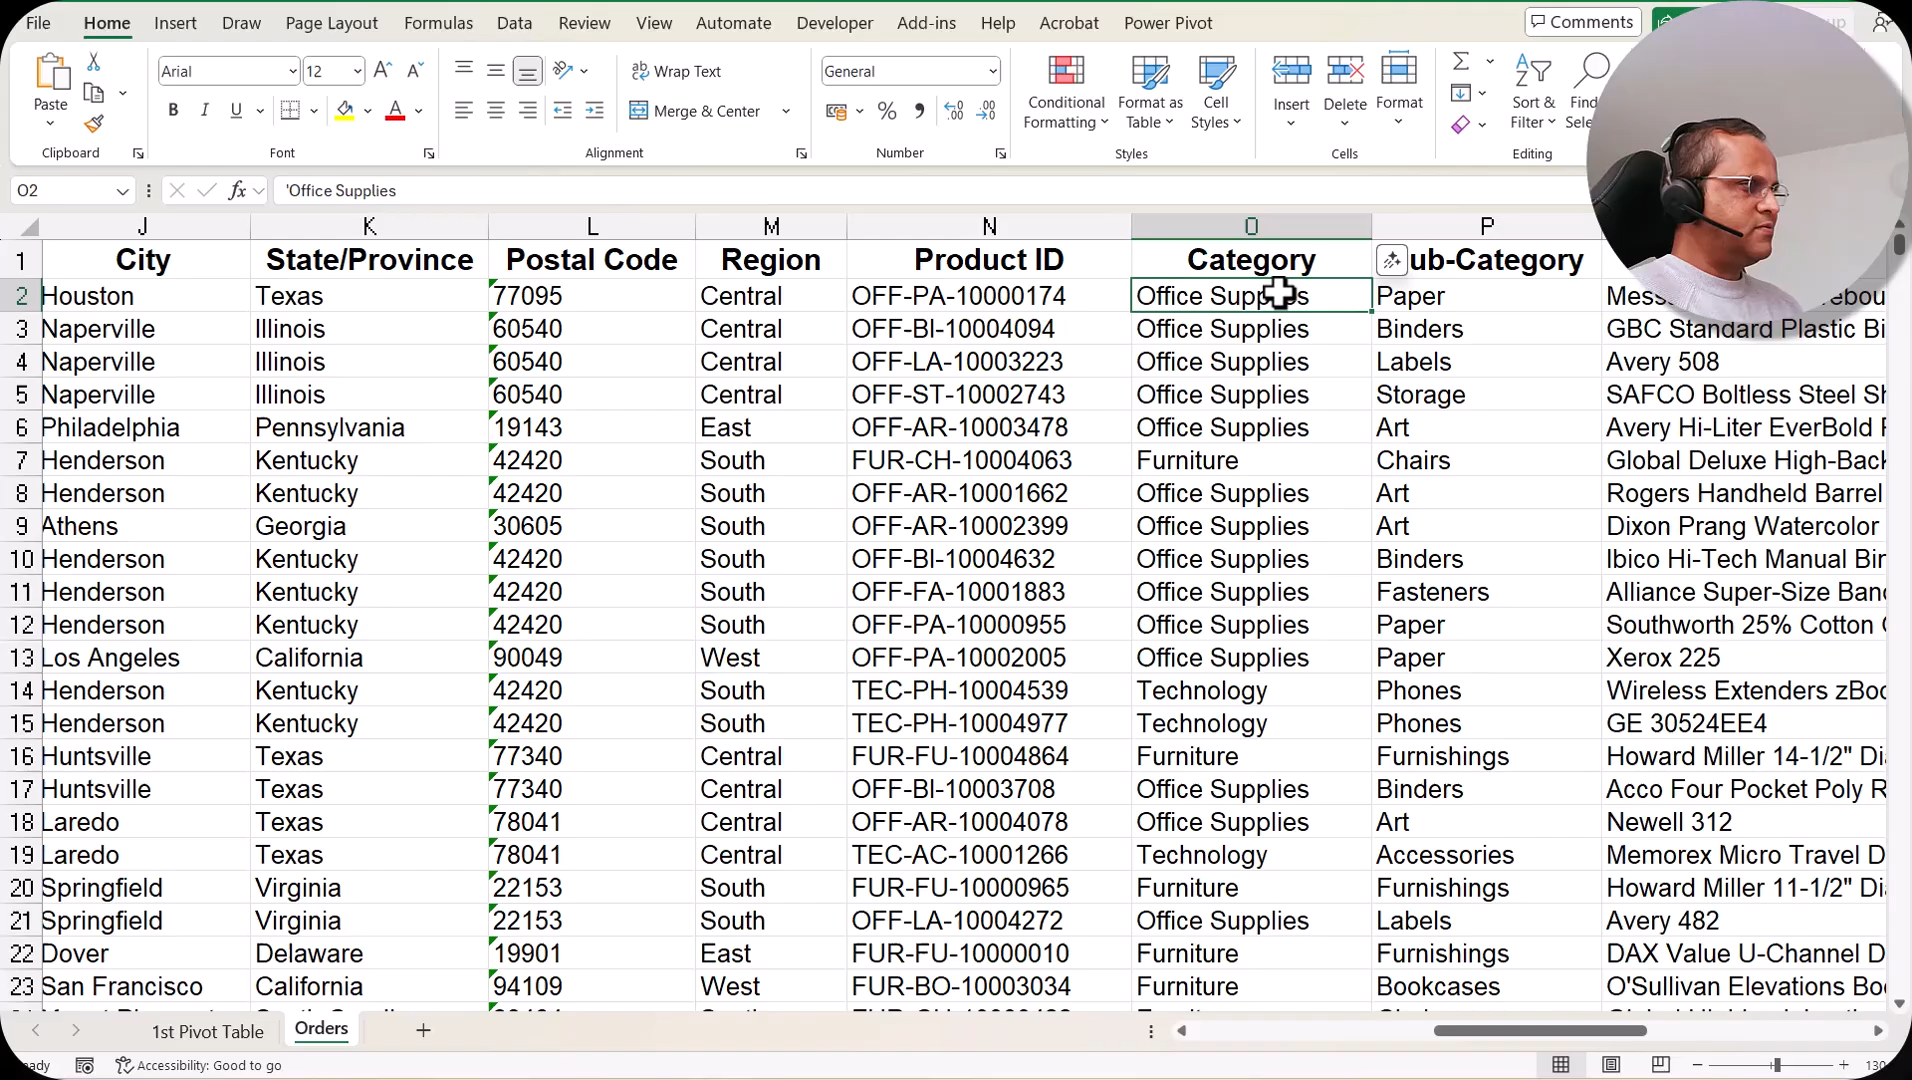 File Home Insert Draw Page Layout Formulas Data Review View Automate Developer Add-ins Help Acrobat Power Pivot Comments
Arial 12 Wrap Text General
Paste B I U Merge & Center % Conditional Formatting Format as Table Cell Styles Insert Delete Format Sort & Filter
Clipboard Font Alignment Number Styles Cells Editing
O2 fx 'Office Supplies
J K L M N O P
1 City State/Province Postal Code Region Product ID Category ub-Category
2 Houston Texas 77095 Central OFF-PA-10000174 Office Supplies Paper
3 Naperville Illinois 60540 Central OFF-BI-10004094 Office Supplies Binders GBC Standard Plastic Bi
4 Naperville Illinois 60540 Central OFF-LA-10003223 Office Supplies Labels Avery 508
5 Naperville Illinois 60540 Central OFF-ST-10002743 Office Supplies Storage SAFCO Boltless Steel Sh
6 Philadelphia Pennsylvania 19143 East OFF-AR-10003478 Office Supplies Art Avery Hi-Liter EverBold
7 Henderson Kentucky 42420 South FUR-CH-10004063 Furniture Chairs Global Deluxe High-Back
8 Henderson Kentucky 42420 South OFF-AR-10001662 Office Supplies Art Rogers Handheld Barrel
9 Athens Georgia 30605 South OFF-AR-10002399 Office Supplies Art Dixon Prang Watercolor
10 Henderson Kentucky 42420 South OFF-BI-10004632 Office Supplies Binders Ibico Hi-Tech Manual Bin
11 Henderson Kentucky 42420 South OFF-FA-10001883 Office Supplies Fasteners Alliance Super-Size Band
12 Henderson Kentucky 42420 South OFF-PA-10000955 Office Supplies Paper Southworth 25% Cotton
13 Los Angeles California 90049 West OFF-PA-10002005 Office Supplies Paper Xerox 225
14 Henderson Kentucky 42420 South TEC-PH-10004539 Technology Phones Wireless Extenders zBoo
15 Henderson Kentucky 42420 South TEC-PH-10004977 Technology Phones GE 30524EE4
16 Huntsville Texas 77340 Central FUR-FU-10004864 Furniture Furnishings Howard Miller 14-1/2" Di
17 Huntsville Texas 77340 Central OFF-BI-10003708 Office Supplies Binders Acco Four Pocket Poly R
18 Laredo Texas 78041 Central OFF-AR-10004078 Office Supplies Art Newell 312
19 Laredo Texas 78041 Central TEC-AC-10001266 Technology Accessories Memorex Micro Travel D
20 Springfield Virginia 22153 South FUR-FU-10000965 Furniture Furnishings Howard Miller 11-1/2" Di
21 Springfield Virginia 22153 South OFF-LA-10004272 Office Supplies Labels Avery 482
22 Dover Delaware 19901 East FUR-FU-10000010 Furniture Furnishings DAX Value U-Channel D
23 San Francisco California 94109 West FUR-BO-10003034 Furniture Bookcases O'Sullivan Elevations Boo
1st Pivot Table Orders
Accessibility: Good to go